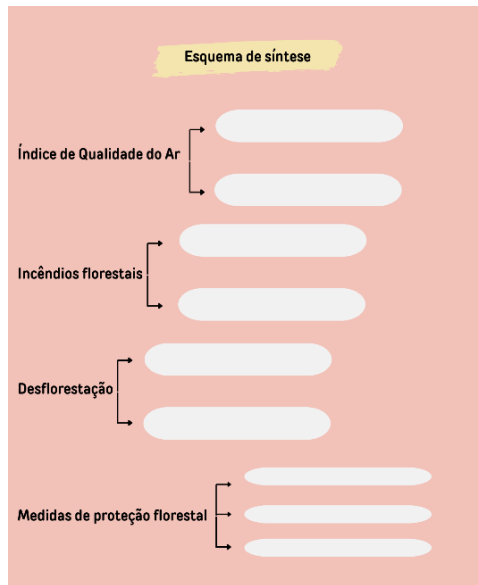 Esquema de síntese
Índice de Qualidade do Ar
Incêndios florestais
Desflorestação
Medidas de proteção florestal